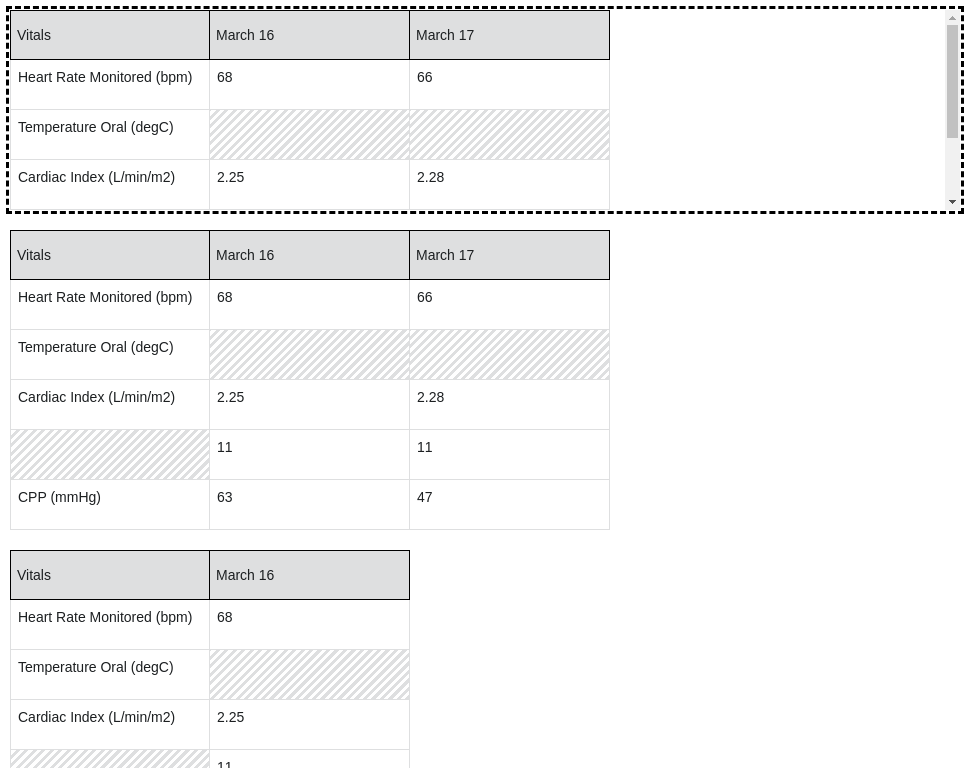 Vitals March 16 March 17
Heart Rate Monitored (bpm) 68 66
Temperature Oral (degC)
Cardiac Index (L/min/m2) 2.25 2.28
Vitals March 16 March 17
Heart Rate Monitored (bpm) 68 66
Temperature Oral (degC)
Cardiac Index (L/min/m2) 2.25 2.28
11 11
CPP (mmHg) 63 47
Vitals March 16
Heart Rate Monitored (bpm) 68
Temperature Oral (degC)
Cardiac Index (L/min/m2) 2.25
11